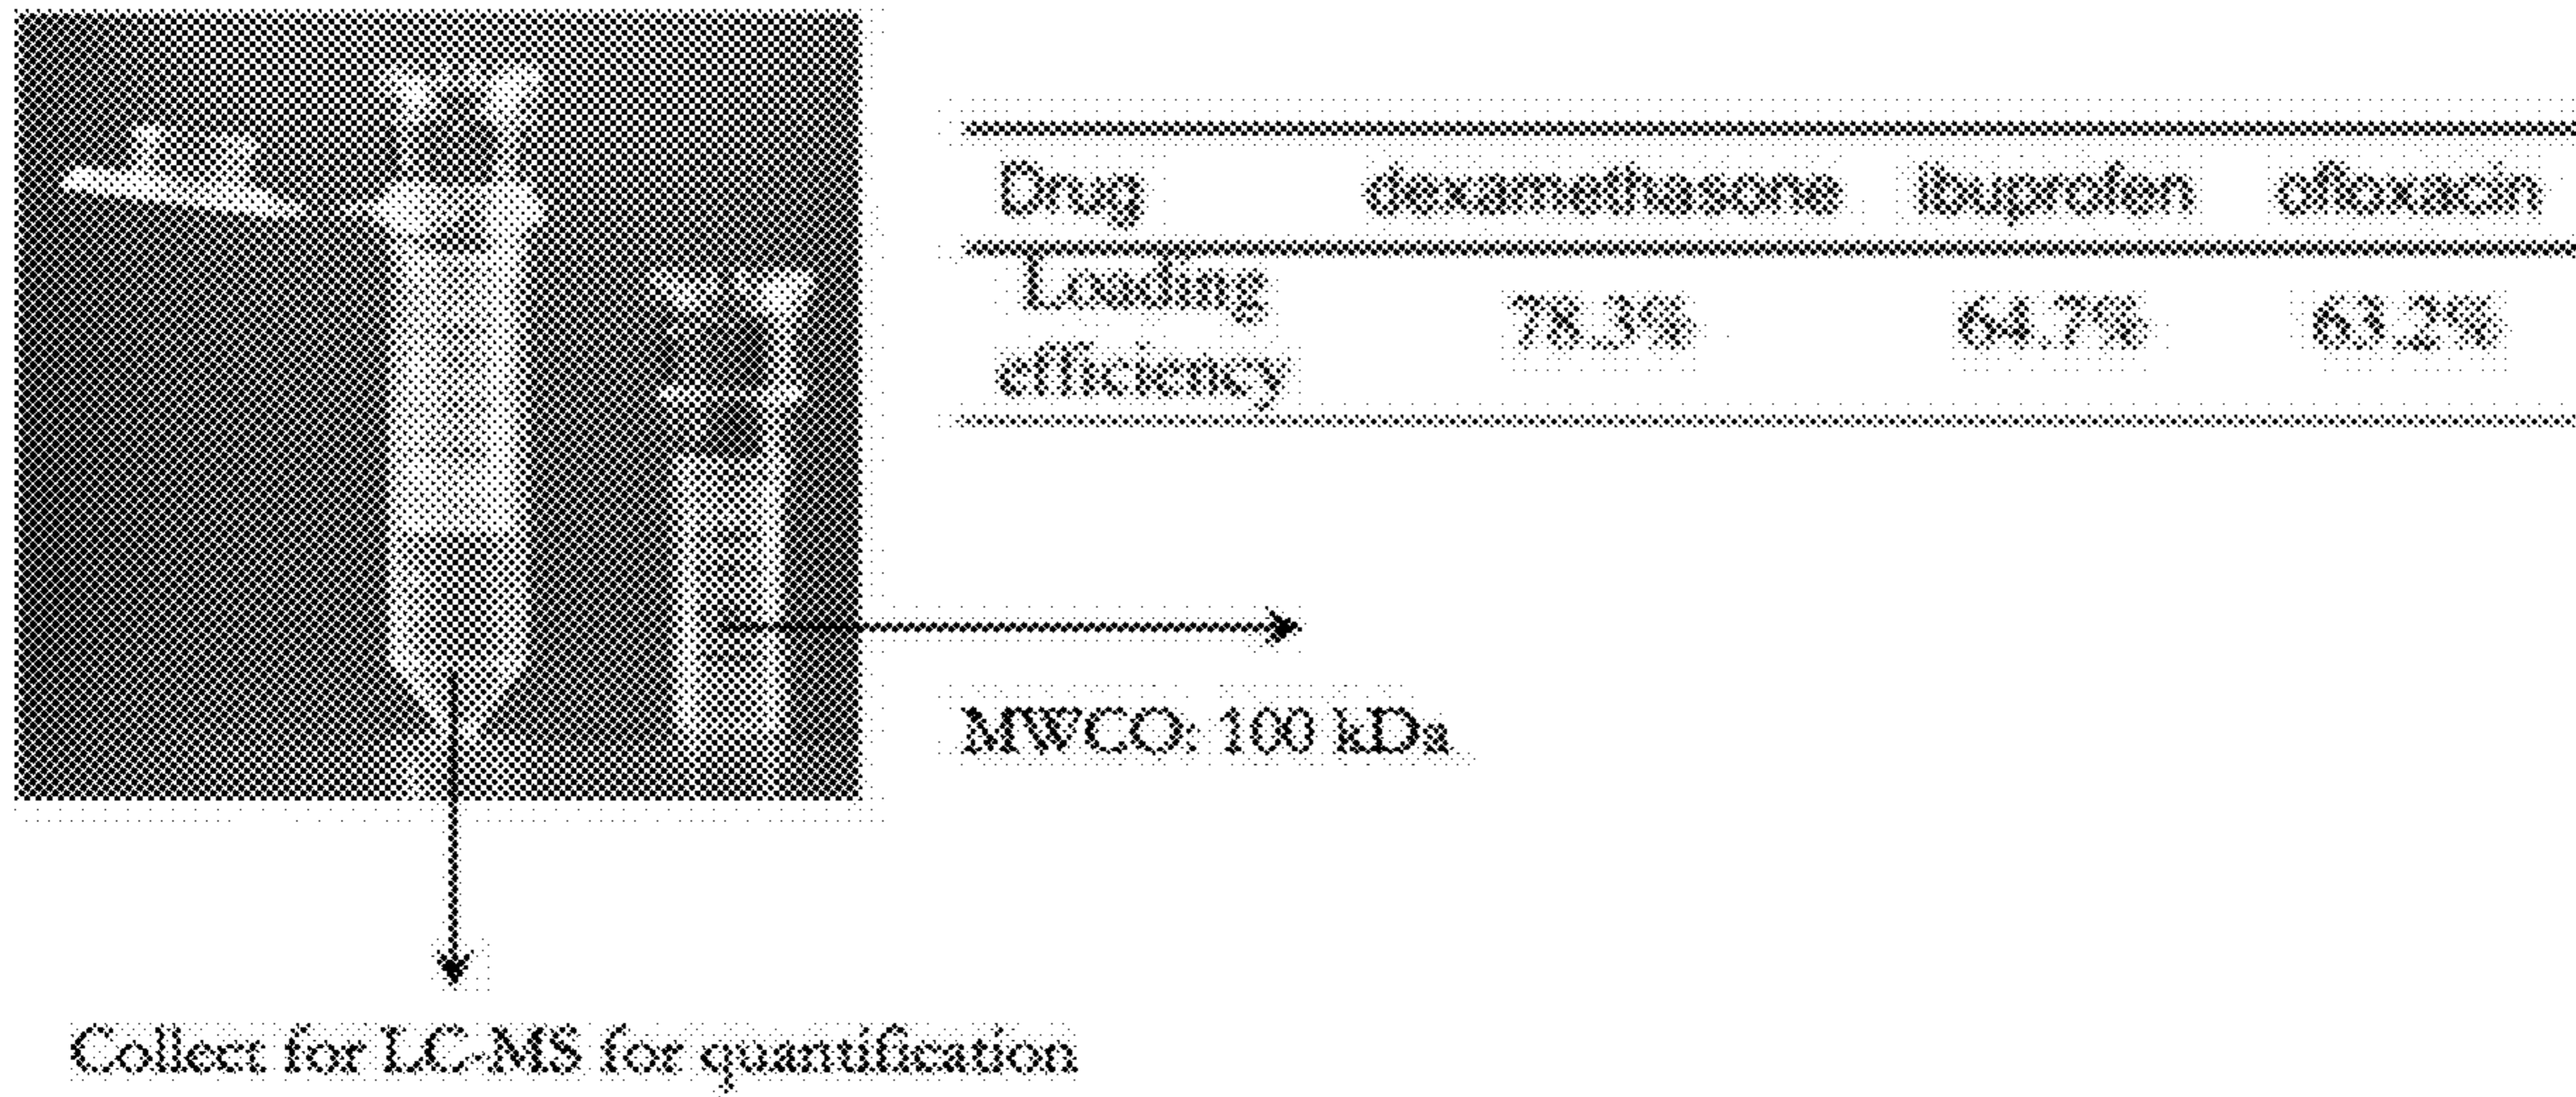 Drug dexamethasone ibuprofen ofloxacin
Loading
efficiency 78.3% 64.7% 63.2%
MWCO: 100 kDa
Collect for LC-MS for quantification